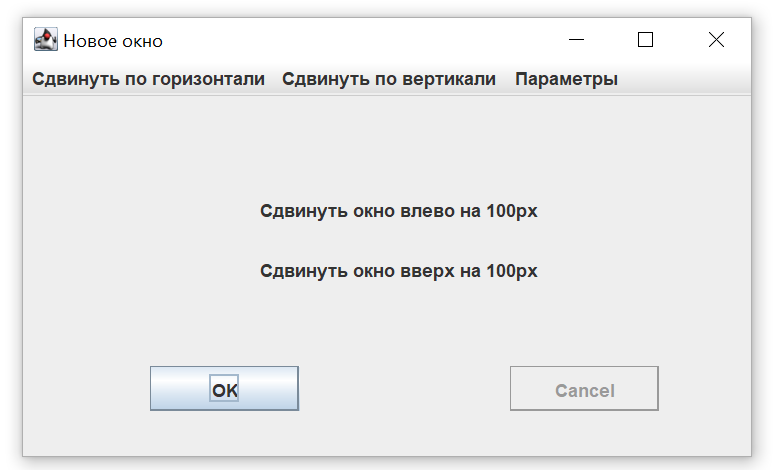 Новое окно
Сдвинуть по горизонтали Сдвинуть по вертикали Параметры
Сдвинуть окно влево на 100px
Сдвинуть окно вверх на 100px
OK Cancel